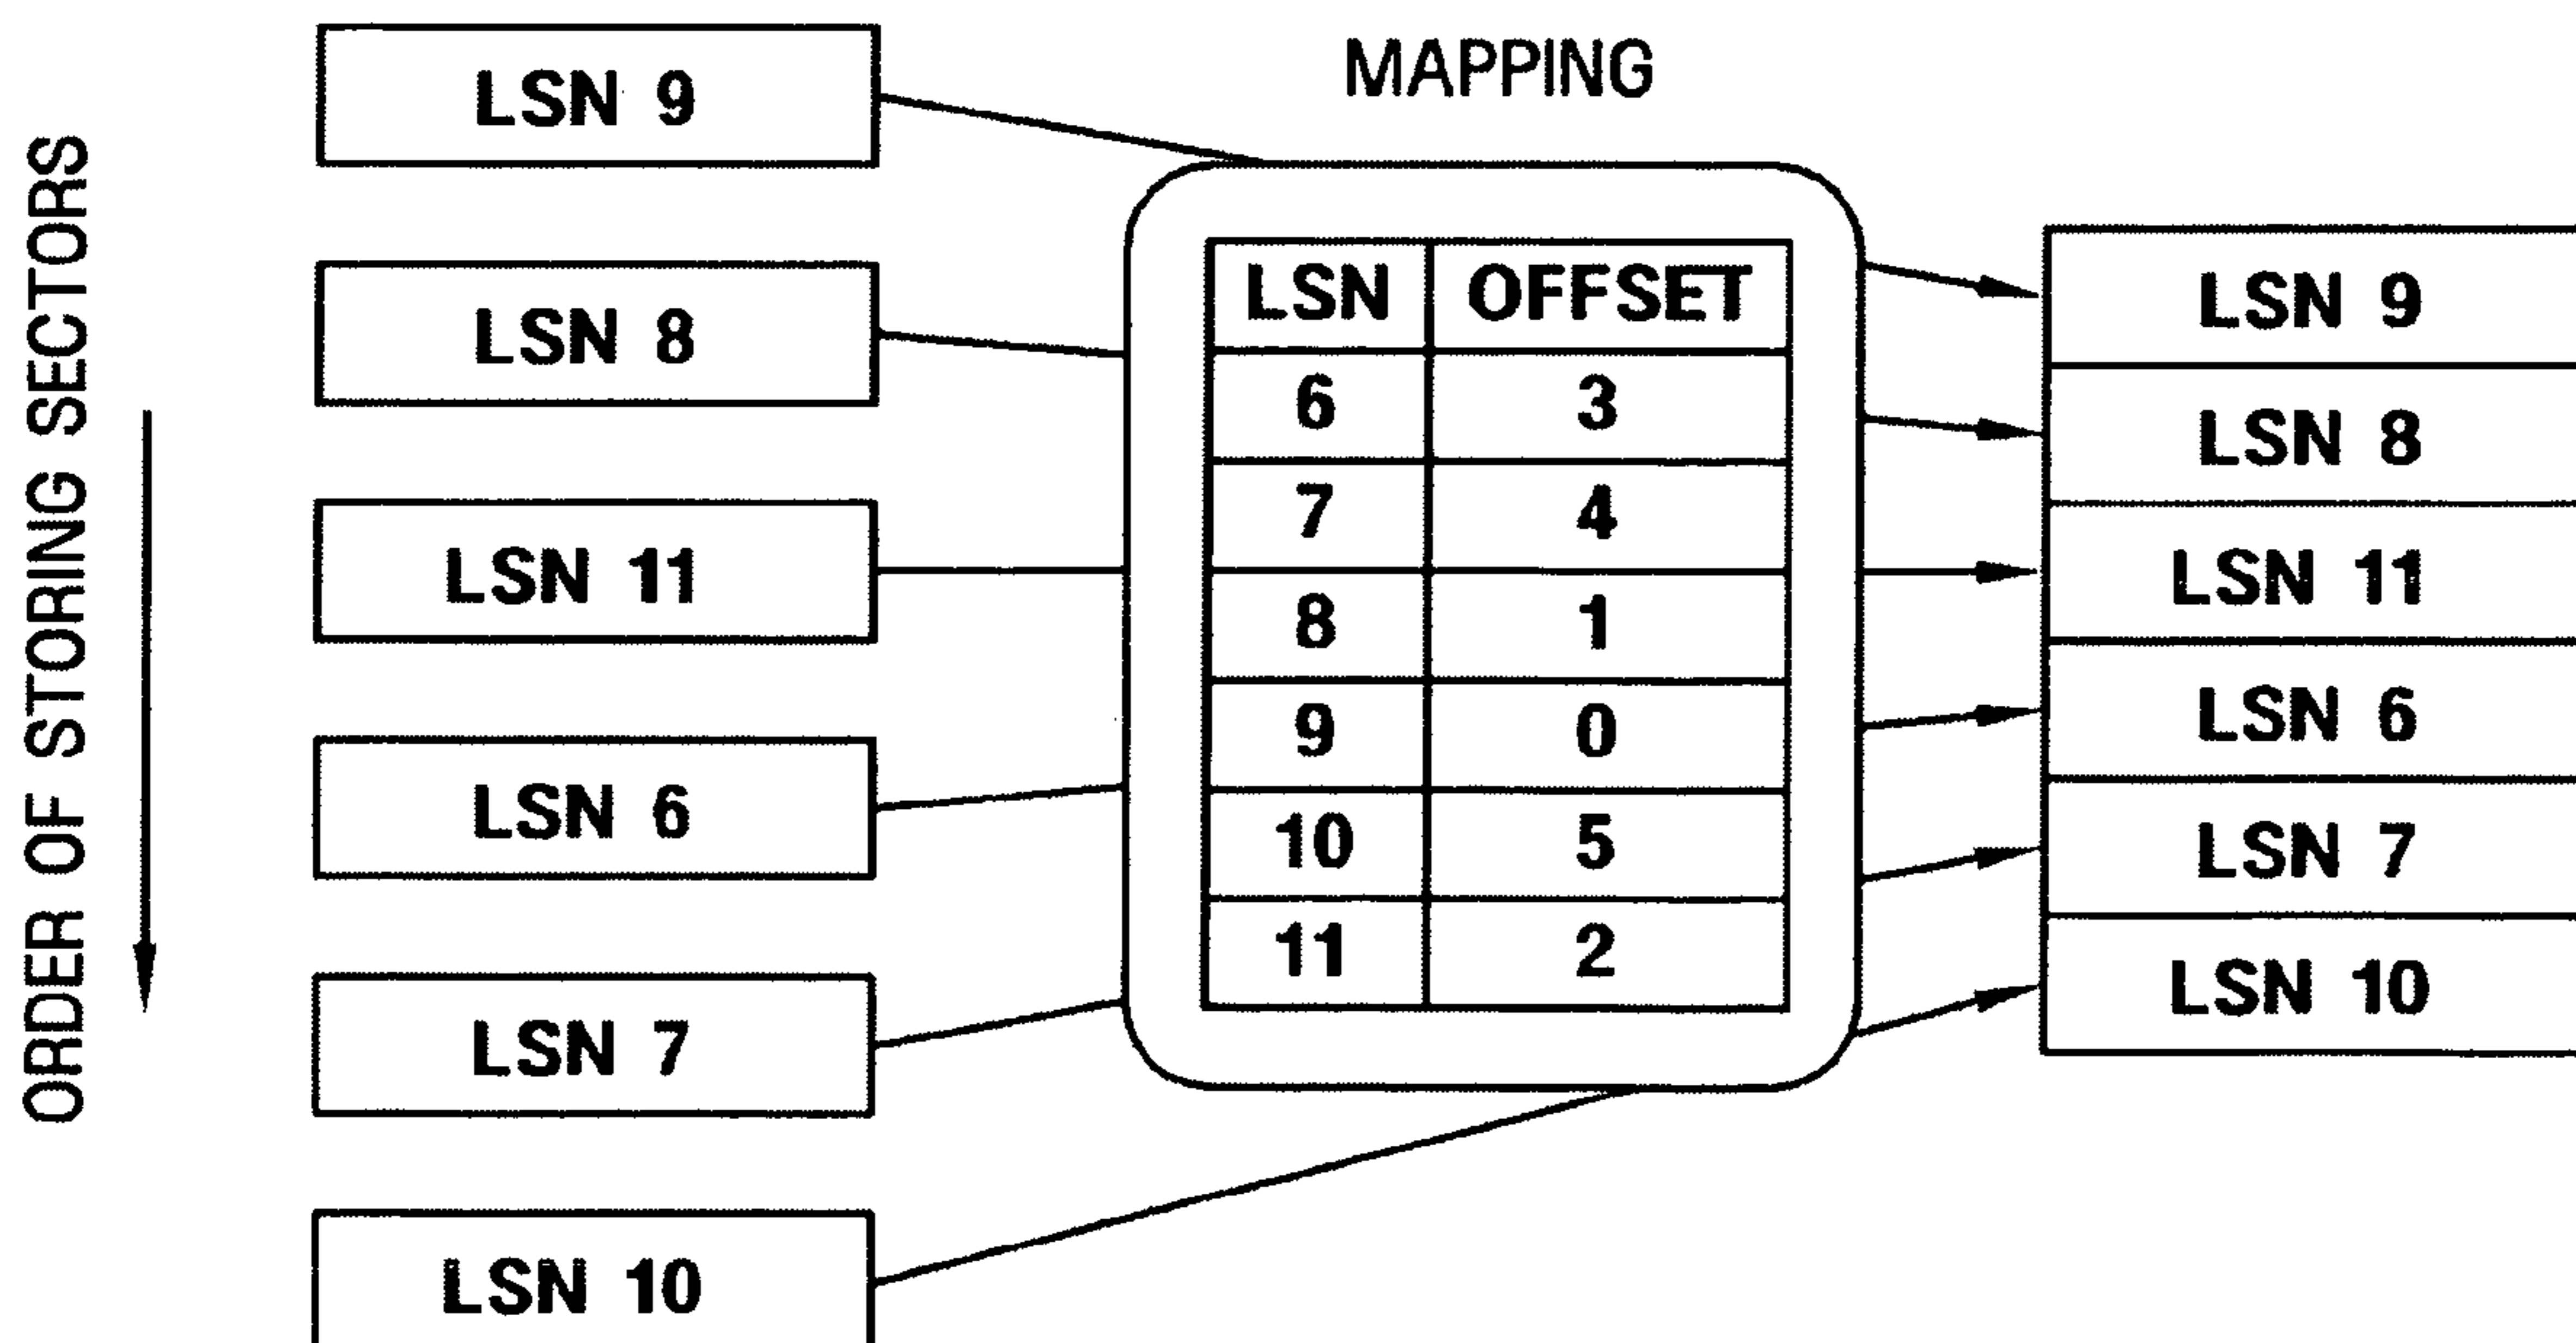 ORDER OF STORING SECTORS
LSN 9
LSN 8
LSN 11
LSN 6
LSN 7
LSN 10
MAPPING
LSN OFFSET
6 3
7 4
8 1
9 0
10 5
11 2
LSN 9
LSN 8
LSN 11
LSN 6
LSN 7
LSN 10